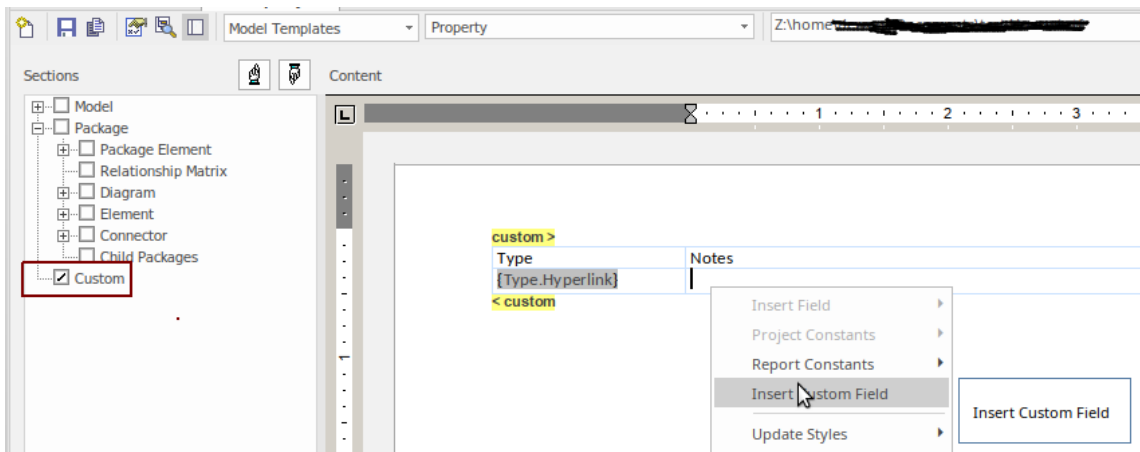 Model Templates
Property
Z:\home
Sections
Content
Model
Package
Package Element
Relationship Matrix
Diagram
Element
Connector
Child Packages
Custom
L
1
2
3
custom >
Type
Notes
{Type.Hyperlink}
< custom
1
Insert Field
Project Constants
Report Constants
Insert Custom Field
Insert Custom Field
Update Styles